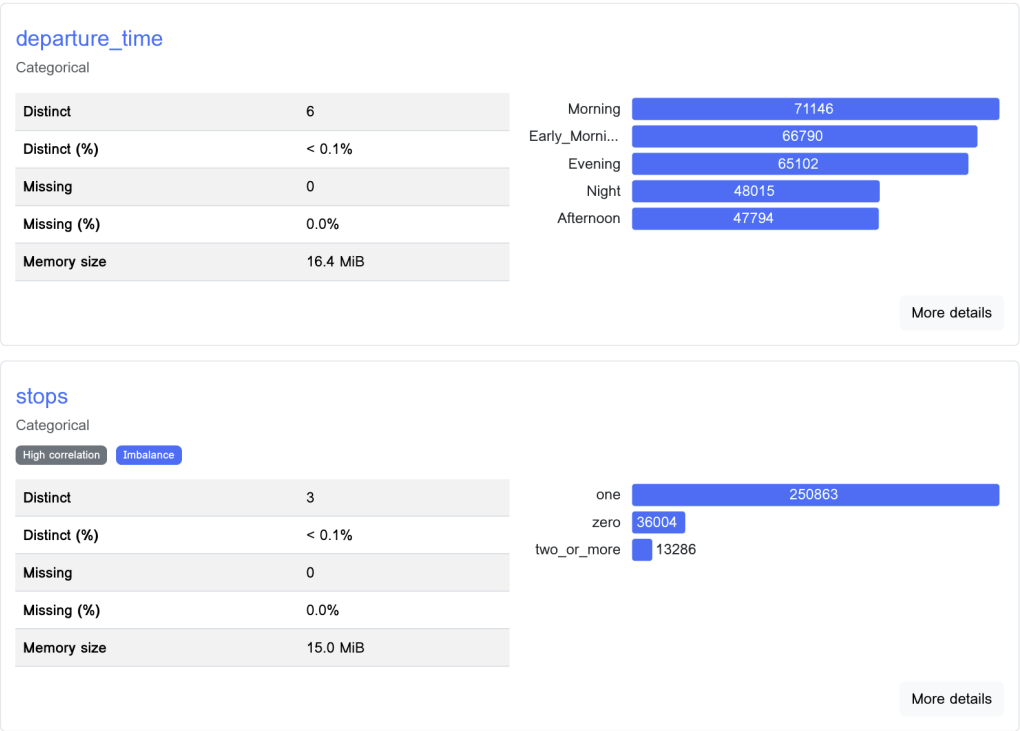 departure_time
Categorical
Distinct 6
Distinct (%) < 0.1%
Missing 0
Missing (%) 0.0%
Memory size 16.4 MiB
Morning 71146
Early_Morni... 66790
Evening 65102
Night 48015
Afternoon 47794
More details
stops
Categorical
High correlation Imbalance
Distinct 3
Distinct (%) < 0.1%
Missing 0
Missing (%) 0.0%
Memory size 15.0 MiB
one 250863
zero 36004
two_or_more 13286
More details